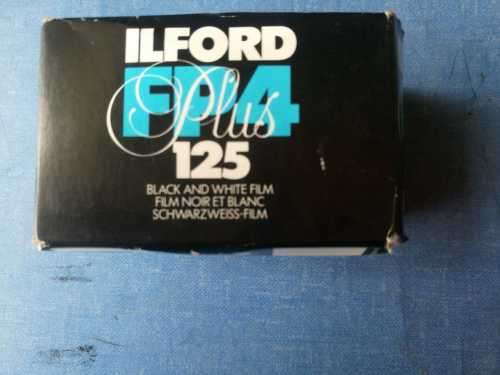 ILFORD
FP4
Plus
125
BLACK AND WHITE FILM
FILM NOIR ET BLANC
SCHWARZWEISS-FILM